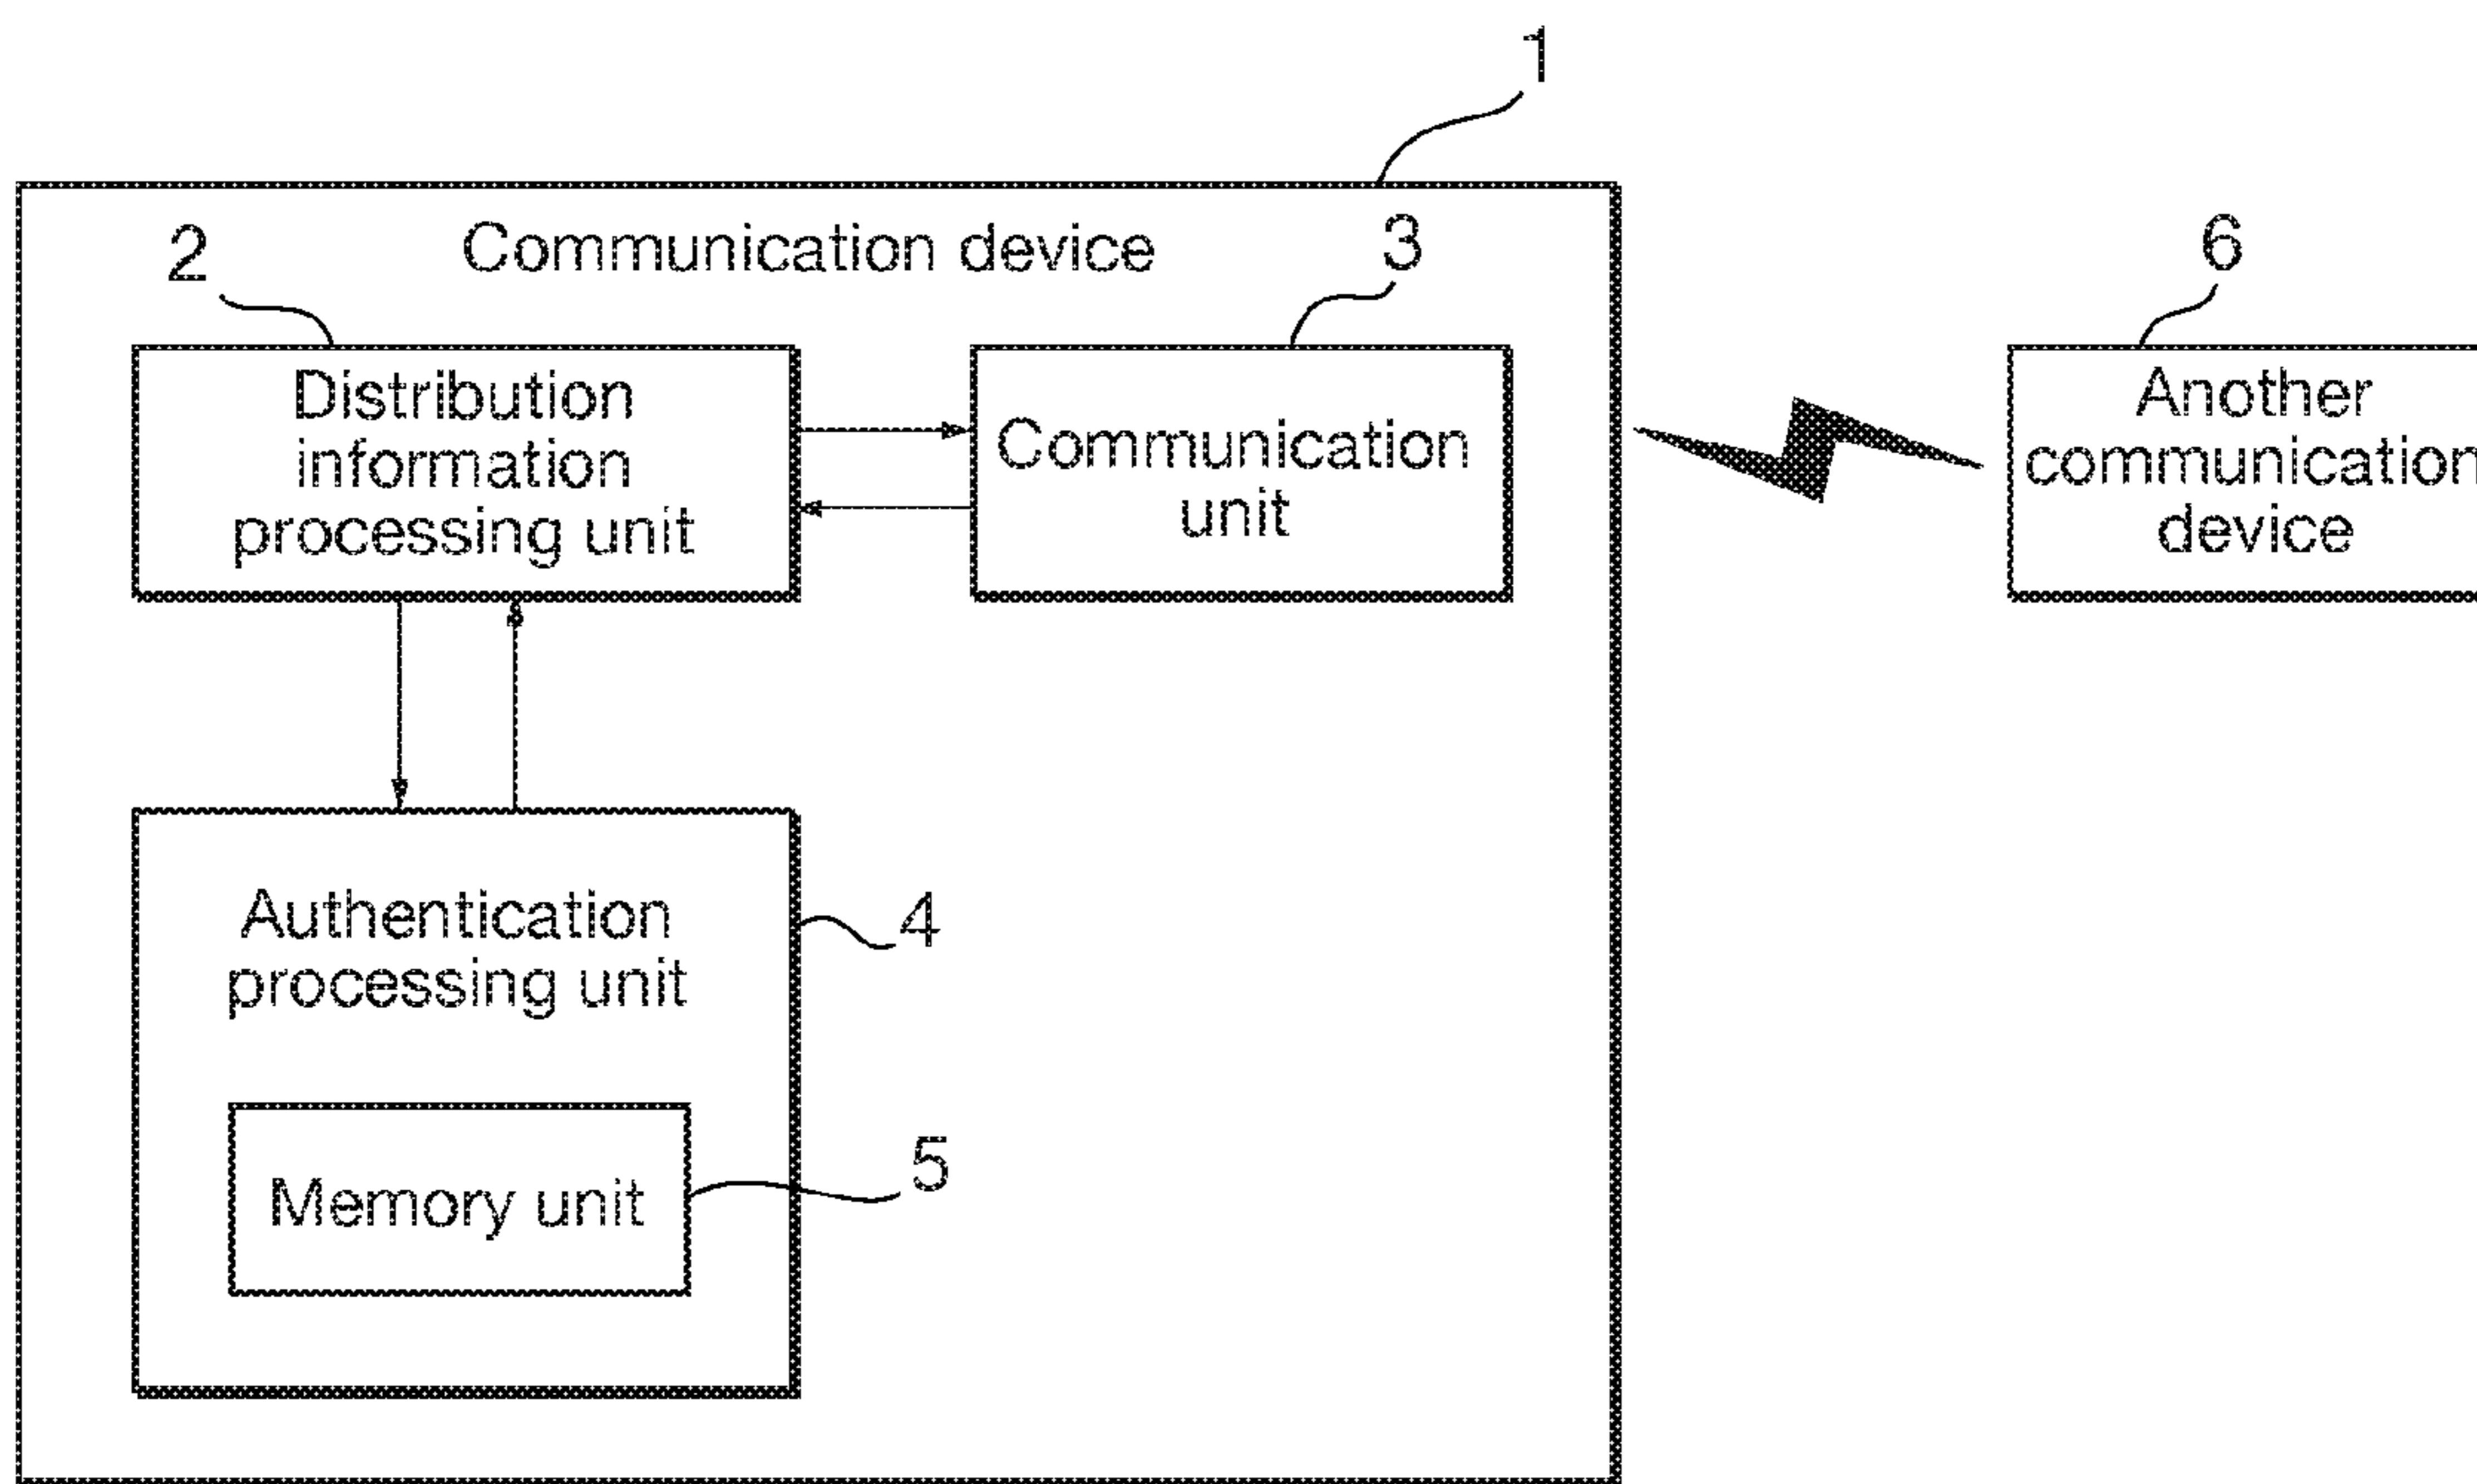 1
Communication device
2
3
6
Distribution
information
processing unit
Communication
unit
Another
communication
device
Authentication
processing unit
4
Memory unit
5